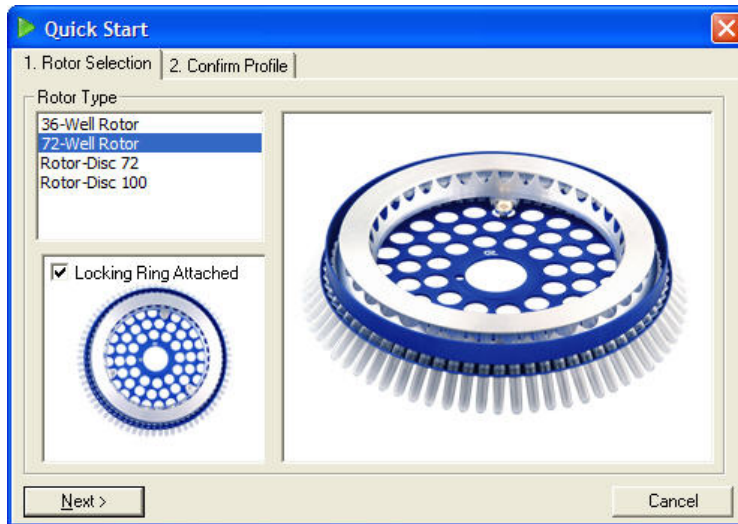 Quick Start
1. Rotor Selection
2. Confirm Profile
Rotor Type
36-Well Rotor
72-Well Rotor
Rotor-Disc 72
Rotor-Disc 100
Locking Ring Attached
Next >
Cancel